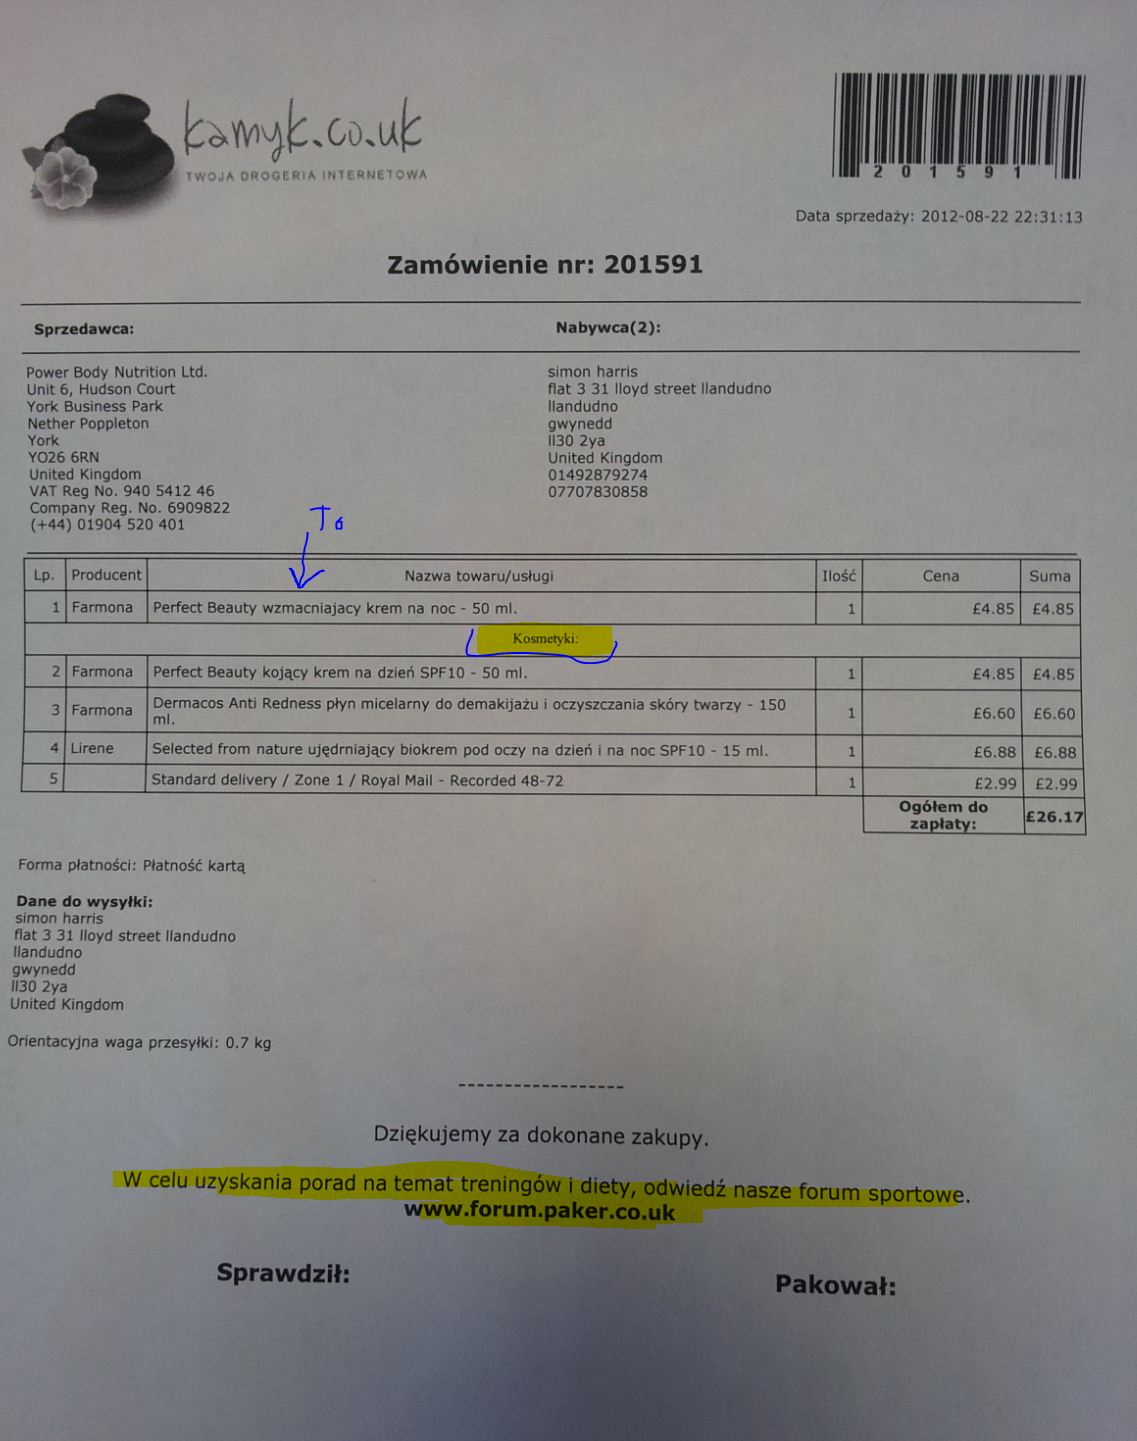 kamyk.co.uk
TWOJA DROGERIA INTERNETOWA
201591
Data sprzedaży: 2012-08-22 22:31:13
Zamówienie nr: 201591
Sprzedawca: Nabywca(2):
Power Body Nutrition Ltd.
Unit 6, Hudson Court
York Business Park
Nether Poppleton
York
YO26 6RN
United Kingdom
VAT Reg No. 940 5412 46
Company Reg. No. 6909822
(+44) 01904 520 401
simon harris
flat 3 31 lloyd street llandudno
llandudno
gwynedd
ll30 2ya
United Kingdom
01492879274
07707830858
To
Lp. Producent Nazwa towaru/usługi Ilość Cena Suma
1 Farmona Perfect Beauty wzmacniajacy krem na noc - 50 ml. 1 £4.85 £4.85
Kosmetyki:
2 Farmona Perfect Beauty kojący krem na dzień SPF10 - 50 ml. 1 £4.85 £4.85
3 Farmona Dermacos Anti Redness płyn micelarny do demakijażu i oczyszczania skóry twarzy - 150
ml. 1 £6.60 £6.60
4 Lirene Selected from nature ujędrniający biokrem pod oczy na dzień i na noc SPF10 - 15 ml. 1 £6.88 £6.88
5 Standard delivery / Zone 1 / Royal Mail - Recorded 48-72 1 £2.99 £2.99
Ogółem do
zapłaty: £26.17
Forma płatności: Płatność kartą
Dane do wysyłki:
simon harris
flat 3 31 lloyd street llandudno
llandudno
gwynedd
ll30 2ya
United Kingdom
Orientacyjna waga przesyłki: 0.7 kg
-------------------
Dziękujemy za dokonane zakupy.
W celu uzyskania porad na temat treningów i diety, odwiedź nasze forum sportowe.
www.forum.paker.co.uk
Sprawdził: Pakował: